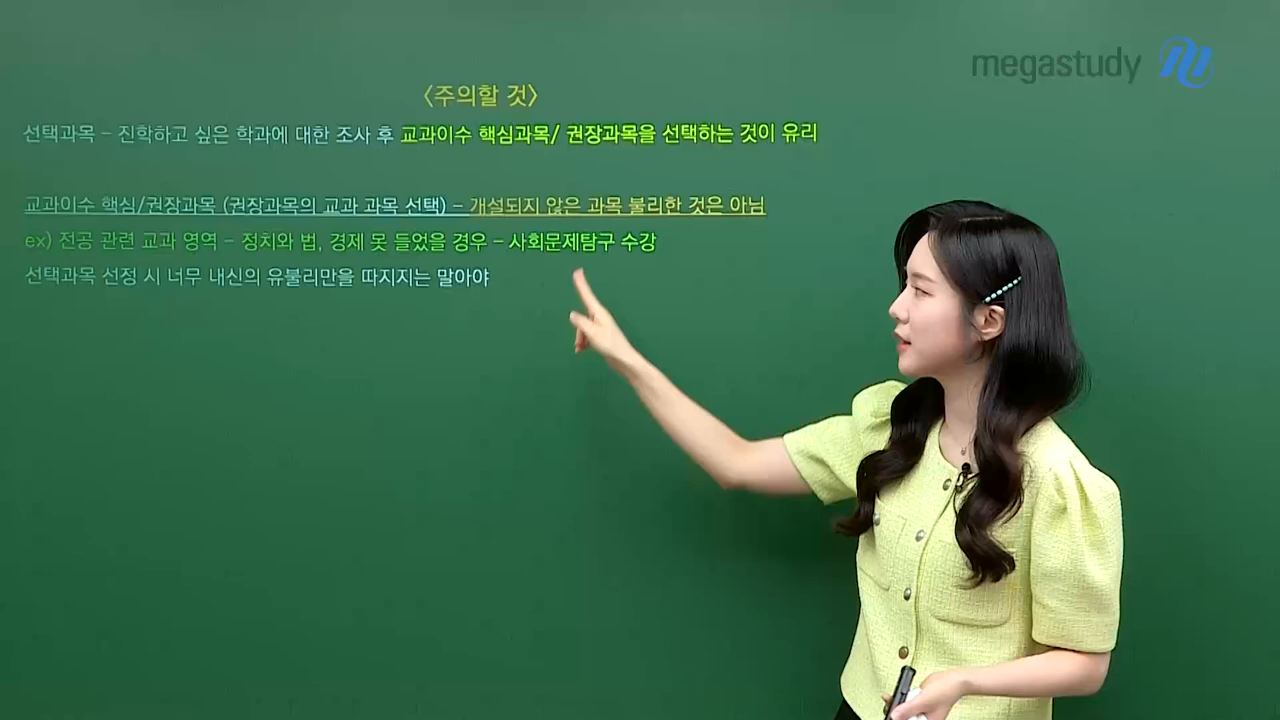 megastudy
〈주의할 것〉
선택과목 - 진학하고 싶은 학과에 대한 조사 후 교과이수 핵심과목/ 권장과목을 선택하는 것이 유리
교과이수 핵심/권장과목 (권장과목의 교과 과목 선택) - 개설되지 않은 과목 불리한 것은 아님
ex) 전공 관련 교과 영역 - 정치와 법, 경제 못 들었을 경우 - 사회문제탐구 수강
선택과목 선정 시 너무 내신의 유불리만을 따지지는 말아야